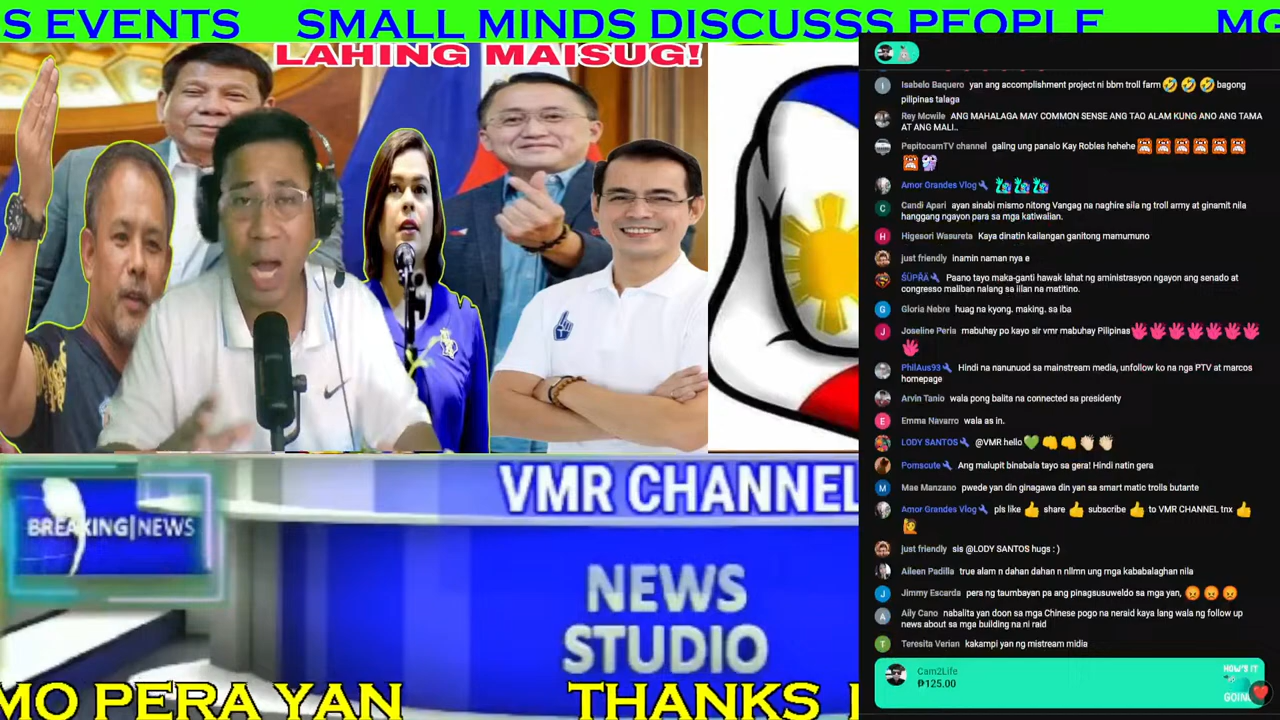 S EVENTS SMALL MINDS DISCUSSS PEOPLE MG
LAHING MAISUG!
BREAKING|NEWS
VMR CHANNEL
NEWS
STUDIO
MO PERA YAN THANKS
Isabelo Baquero yan ang accomplishment project ni bbm troll farm🤣🤣🤣bagong
pilipinas talaga
Rey Mcwile ANG MAHALAGA MAY COMMON SENSE ANG TAO ALAM KUNG ANO ANG TAMA
AT ANG MALI..
PepitocamTV channel galing ung panalo Kay Robles hehehe
Amor Grandes Vlog
Candi Apari ayan sinabi mismo nitong Vangag na naghire sila ng troll army at ginamit nila
hanggang ngayon para sa mga katiwalian.
Higesori Wasureta Kaya dinatin kailangan ganitong mamumuno
just friendly inamin naman nya e
ŚÜPŘÃ Paano tayo maka-ganti hawak lahat ng aministrasyon ngayon ang senado at
congresso maliban nalang sa iilan na matitino.
Gloria Nebre huag na kyong. making. sa iba
Joseline Peria mabuhay po kayo sir vmr mabuhay Pilipinas
PhilAus93 Hindi na nanunuod sa mainstream media, unfollow ko na nga PTV at marcos
homepage
Arvin Tanio wala pong balita na connected sa presidenty
Emma Navarro wala as in.
LODY SANTOS @VMR hello💚👊👊👏🏻👏🏻
Pomscute Ang malupit binabala tayo sa gera! Hindi natin gera
Mae Manzano pwede yan din ginagawa din yan sa smart matic trolls butante
Amor Grandes Vlog pls like 👍 share 👍 subscribe 👍 to VMR CHANNEL tnx 👍
🙋
just friendly sis @LODY SANTOS hugs : )
Aileen Padilla true alam n dahan dahan n nllmn ung mga kababalaghan nila
Jimmy Escarda pera ng taumbayan pa ang pinagsusuweldo sa mga yan, 😡😡😡
Aily Cano nabalita yan doon sa mga Chinese pogo na neraid kaya lang wala ng follow up
news about sa mga building na ni raid
Teresita Verian kakampi yan ng mistream midia
Cam2Life
₱125.00
HOW'S IT
GOING